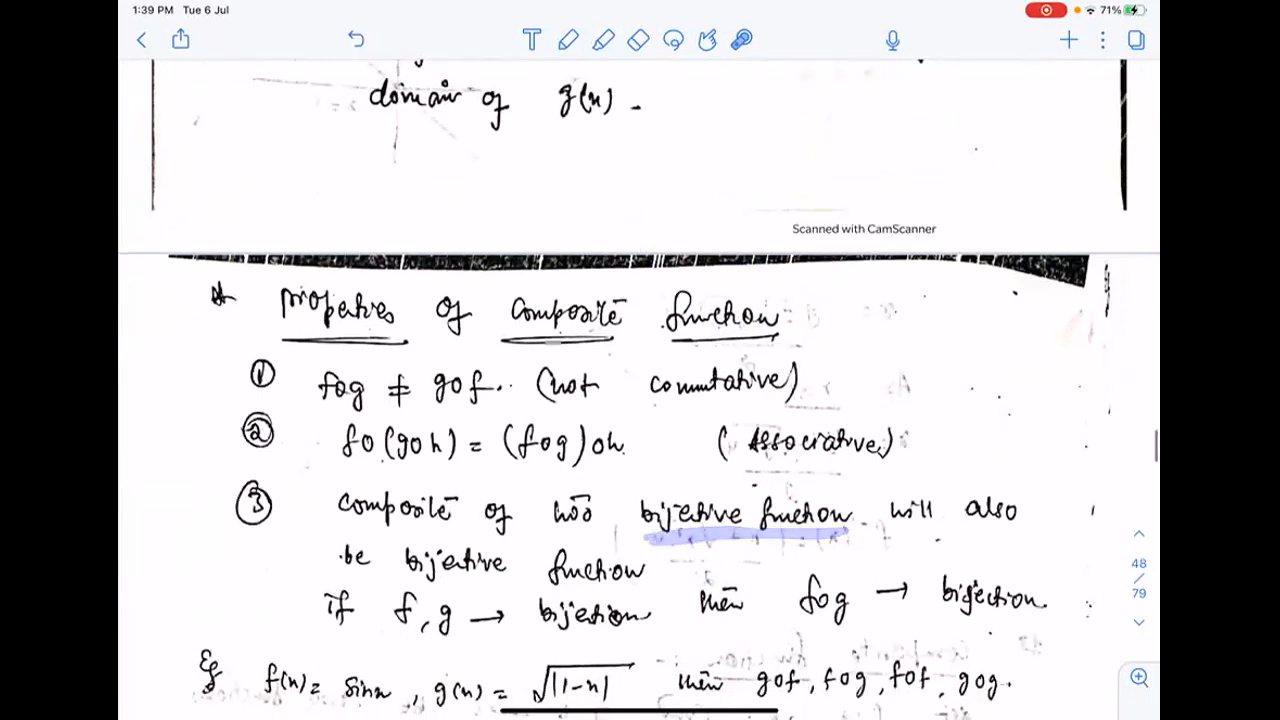 1:39 PM Tue 6 Jul
71%
T
domain of g(x) -
Scanned with CamScanner
* properties of composite function
① fog ≠ gof.. (not commutative)
② fo(goh) = (fog)oh. (Associative)
③ composite of two bijective function will also
be bijective function
if f, g → bijection then fog → bijection.
48
/
79
Eg f(x) = sinx, g(x) = √|1-x| then gof, fog, fof, gog.